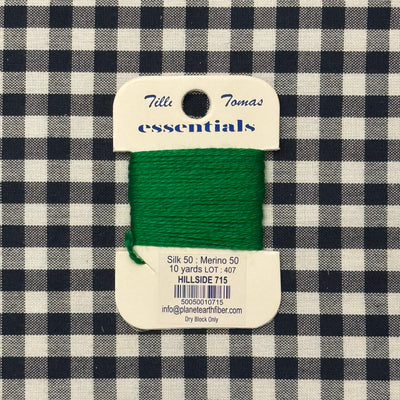 Tilli Tomas
essentials
Silk 50 : Merino 50
10 yards LOT : 407
HILLSIDE 715
50050010715
info@planetearthfiber.com
Dry Block Only